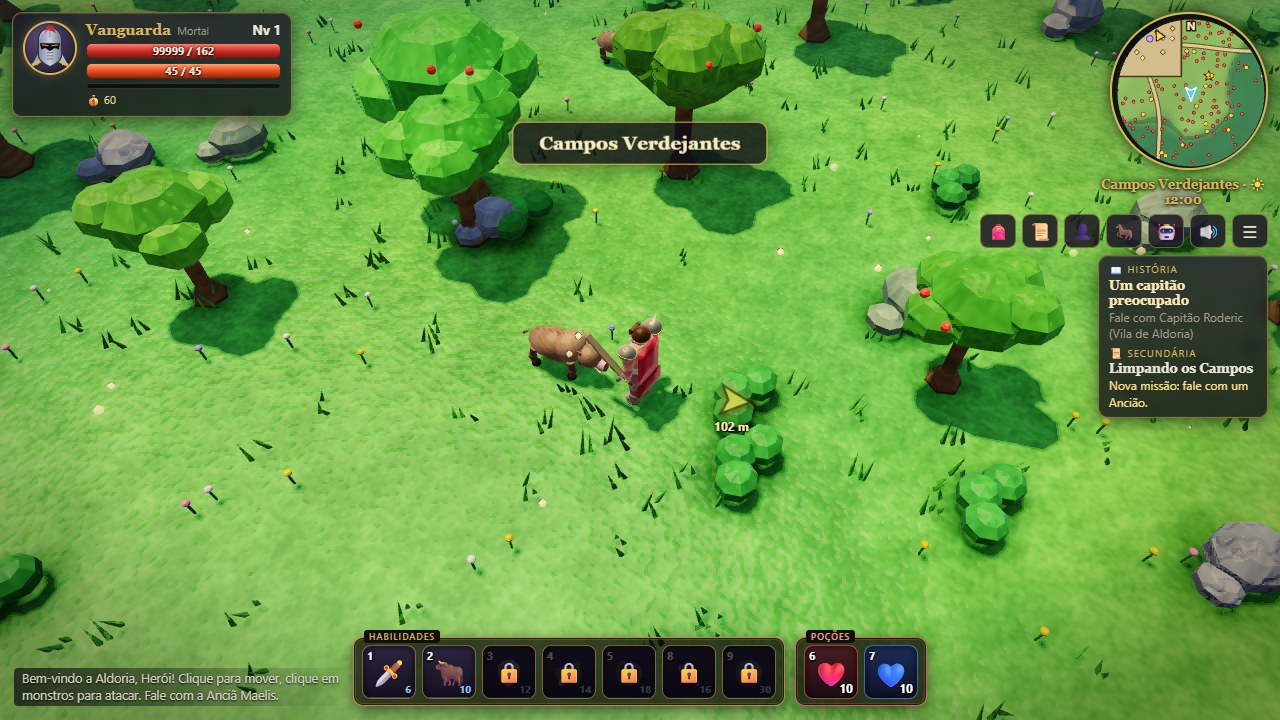 Vanguarda Mortal Nv 1
99999 / 162
45 / 45
60
Campos Verdejantes
N
Campos Verdejantes ·
12:00
HISTÓRIA
Um capitão
preocupado
Fale com Capitão Roderic
(Vila de Aldoria)
SECUNDÁRIA
Limpando os Campos
Nova missão: fale com um
Ancião.
102 m
Bem-vindo a Aldoria, Herói! Clique para mover, clique em
monstros para atacar. Fale com a Anciã Maelis.
HABILIDADES
1 6
2 10
3 12
4 14
5 18
8 16
9 30
POÇÕES
6 10
7 10